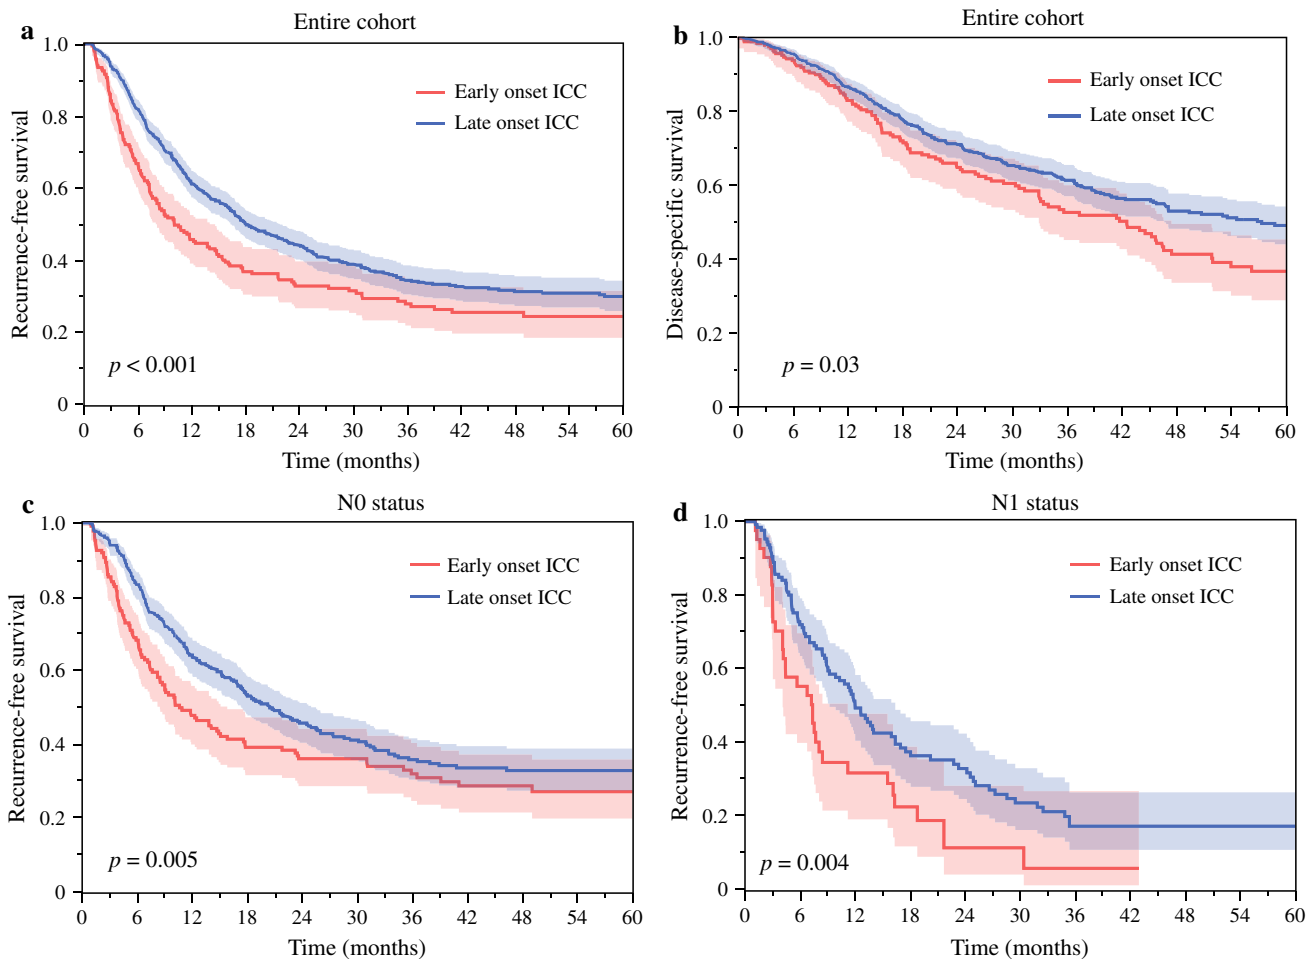 a
Entire cohort
1.0
0.8
0.6
0.4
0.2
0
Recurrence-free survival
Early onset ICC
Late onset ICC
p < 0.001
0 6 12 18 24 30 36 42 48 54 60
Time (months)
b
Entire cohort
1.0
0.8
0.6
0.4
0.2
0
Disease-specific survival
Early onset ICC
Late onset ICC
p = 0.03
0 6 12 18 24 30 36 42 48 54 60
Time (months)
c
N0 status
1.0
0.8
0.6
0.4
0.2
0
Recurrence-free survival
Early onset ICC
Late onset ICC
p = 0.005
0 6 12 18 24 30 36 42 48 54 60
Time (months)
d
N1 status
1.0
0.8
0.6
0.4
0.2
0
Recurrence-free survival
Early onset ICC
Late onset ICC
p = 0.004
0 6 12 18 24 30 36 42 48 54 60
Time (months)